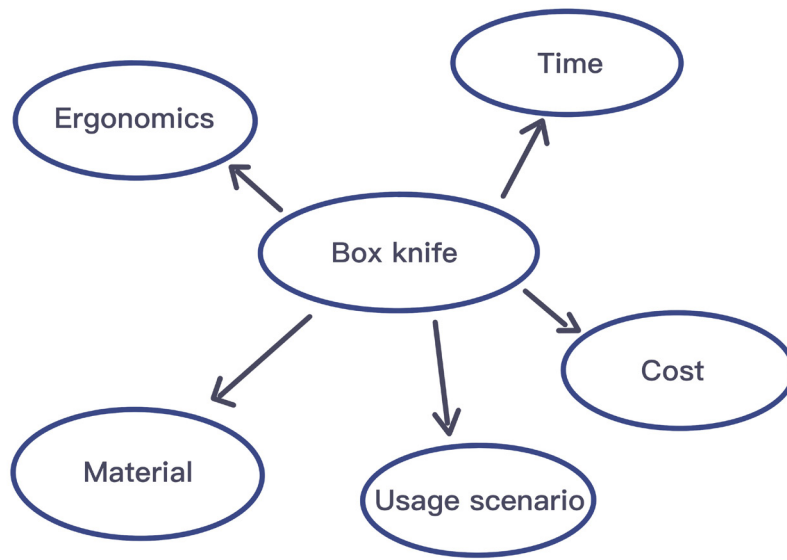 Time
Ergonomics
Box knife
Cost
Material
Usage scenario